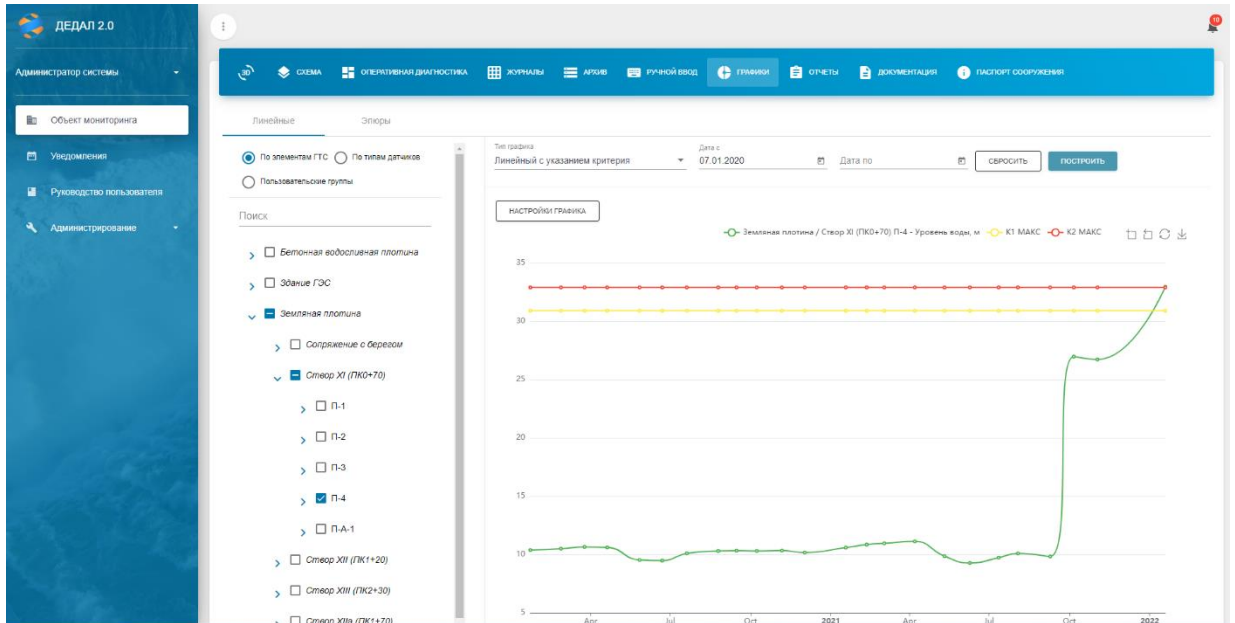 ДЕДАЛ 2.0
10
Администратор системы
3D СХЕМА ОПЕРАТИВНАЯ ДИАГНОСТИКА ЖУРНАЛЫ АРХИВ РУЧНОЙ ВВОД ГРАФИКИ ОТЧЕТЫ ДОКУМЕНТАЦИЯ ПАСПОРТ СООРУЖЕНИЯ
Объект мониторинга
Уведомления
Руководство пользователя
Администрирование
Линейные Эпюры
По элементам ГТС По типам датчиков
Пользовательские группы
Поиск
Бетонная водосливная плотина
Здание ГЭС
Земляная плотина
Сопряжение с берегом
Створ XI (ПК0+70)
П-1
П-2
П-3
П-4
П-А-1
Створ XII (ПК1+20)
Створ XIII (ПК2+30)
Створ XIIа (ПК1+70)
Тип графика
Линейный с указанием критерия
Дата с
07.01.2020
Дата по
СБРОСИТЬ
ПОСТРОИТЬ
НАСТРОЙКИ ГРАФИКА
Земляная плотина / Створ XI (ПК0+70) П-4 - Уровень воды, м К1 МАКС К2 МАКС
35
30
25
20
15
10
5
Apr Jul Oct 2021 Apr Jul Oct 2022